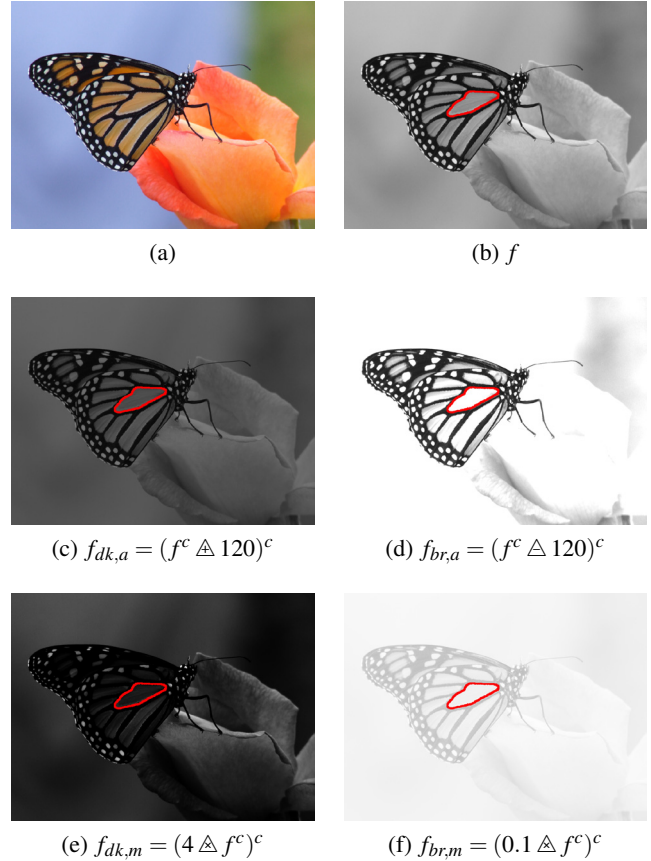 (a)
(b) f
(c) f_{dk,a} = (f^c ⨹ 120)^c
(d) f_{br,a} = (f^c ⨺ 120)^c
(e) f_{dk,m} = (4 ⨻ f^c)^c
(f) f_{br,m} = (0.1 ⨻ f^c)^c